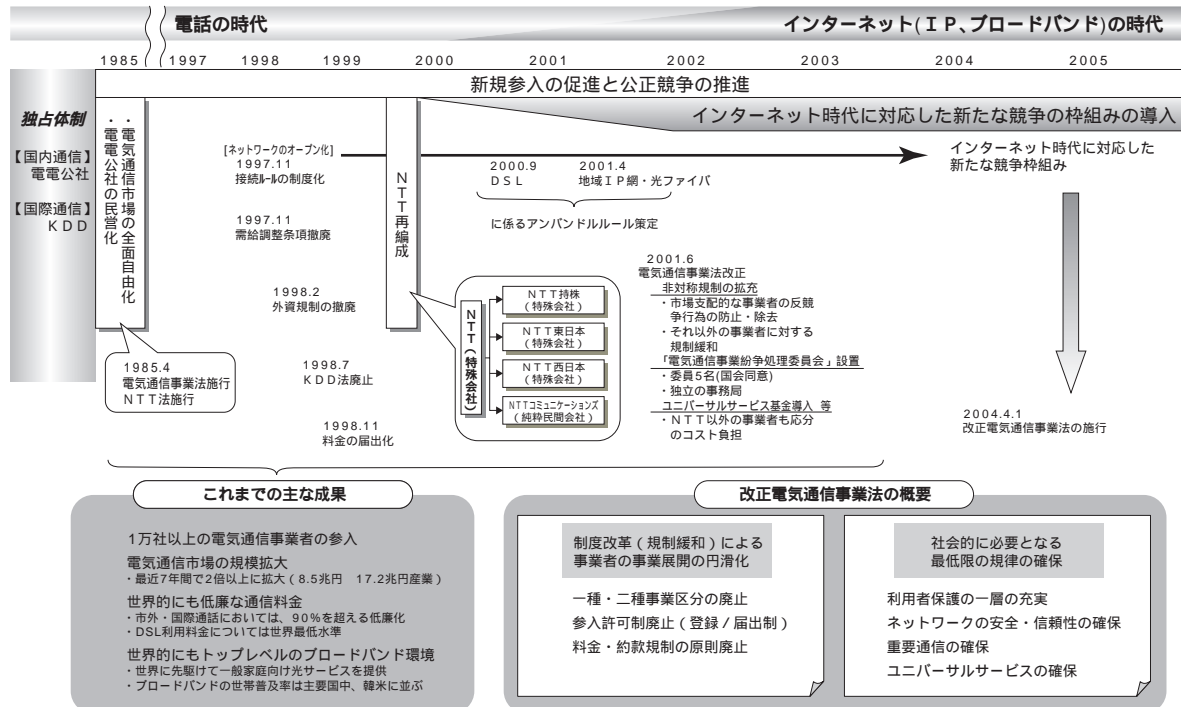 電話の時代
インターネット(ＩＰ、ブロードバンド)の時代
1985 1997 1998 1999 2000 2001 2002 2003 2004 2005
新規参入の促進と公正競争の推進
インターネット時代に対応した新たな競争の枠組みの導入
独占体制
【国内通信】
電電公社
【国際通信】
ＫＤＤ
・電気通信市場の全面自由化
・電電公社の民営化
1985.4
電気通信事業法施行
ＮＴＴ法施行
[ネットワークのオープン化]
1997.11
接続ルールの制度化
1997.11
需給調整条項撤廃
1998.2
外資規制の撤廃
1998.7
ＫＤＤ法廃止
1998.11
料金の届出化
ＮＴＴ再編成
ＮＴＴ(特殊会社)
ＮＴＴ持株
(特殊会社)
ＮＴＴ東日本
(特殊会社)
ＮＴＴ西日本
(特殊会社)
NTTコミュニケーションズ
(純粋民間会社)
2000.9
ＤＳＬ
2001.4
地域ＩＰ網・光ファイバ
に係るアンバンドルルール策定
2001.6
電気通信事業法改正
非対称規制の拡充
・市場支配的な事業者の反競
争行為の防止・除去
・それ以外の事業者に対する
規制緩和
「電気通信事業紛争処理委員会」設置
・委員5名(国会同意)
・独立の事務局
ユニバーサルサービス基金導入 等
・ＮＴＴ以外の事業者も応分
のコスト負担
インターネット時代に対応した
新たな競争枠組み
2004.4.1
改正電気通信事業法の施行
これまでの主な成果
1万社以上の電気通信事業者の参入
電気通信市場の規模拡大
・最近7年間で2倍以上に拡大(8.5兆円 17.2兆円産業)
世界的にも低廉な通信料金
・市外・国際通話においては、90%を超える低廉化
・DSL利用料金については世界最低水準
世界的にもトップレベルのブロードバンド環境
・世界に先駆けて一般家庭向け光サービスを提供
・ブロードバンドの世帯普及率は主要国中、韓米に並ぶ
改正電気通信事業法の概要
制度改革(規制緩和)による
事業者の事業展開の円滑化
一種・二種事業区分の廃止
参入許可制廃止(登録／届出制)
料金・約款規制の原則廃止
社会的に必要となる
最低限の規律の確保
利用者保護の一層の充実
ネットワークの安全・信頼性の確保
重要通信の確保
ユニバーサルサービスの確保